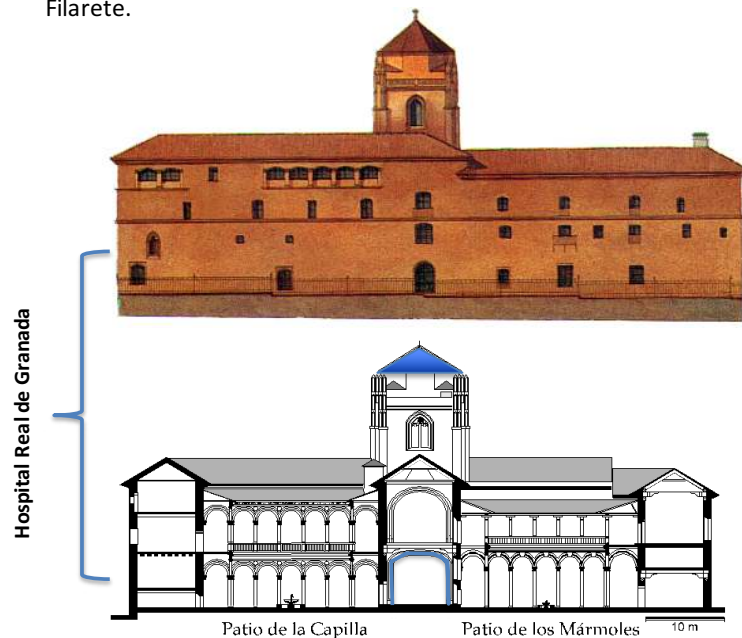 Filarete.
Hospital Real de Granada
Patio de la Capilla
Patio de los Mármoles
10 m